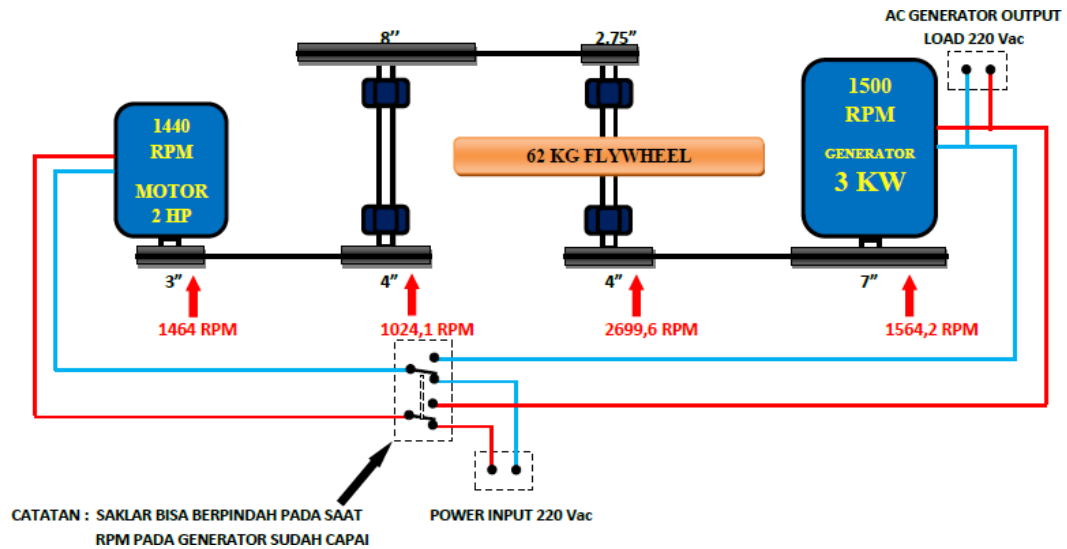 AC GENERATOR OUTPUT
LOAD 220 Vac
8’’
2.75”
1440
RPM
MOTOR
2 HP
62 KG FLYWHEEL
1500
RPM
GENERATOR
3 KW
3”
4”
4”
7”
1464 RPM
1024,1 RPM
2699,6 RPM
1564,2 RPM
CATATAN : SAKLAR BISA BERPINDAH PADA SAAT
RPM PADA GENERATOR SUDAH CAPAI
POWER INPUT 220 Vac